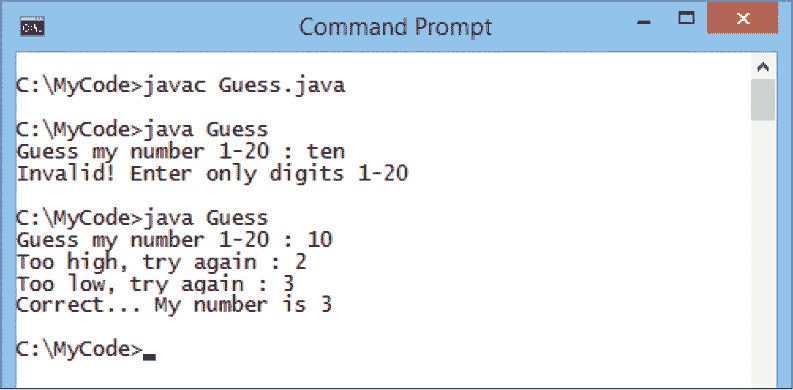 Command Prompt
C:\MyCode>javac Guess.java
C:\MyCode>java Guess
Guess my number 1-20 : ten
Invalid! Enter only digits 1-20
C:\MyCode>java Guess
Guess my number 1-20 : 10
Too high, try again : 2
Too low, try again : 3
Correct... My number is 3
C:\MyCode>_